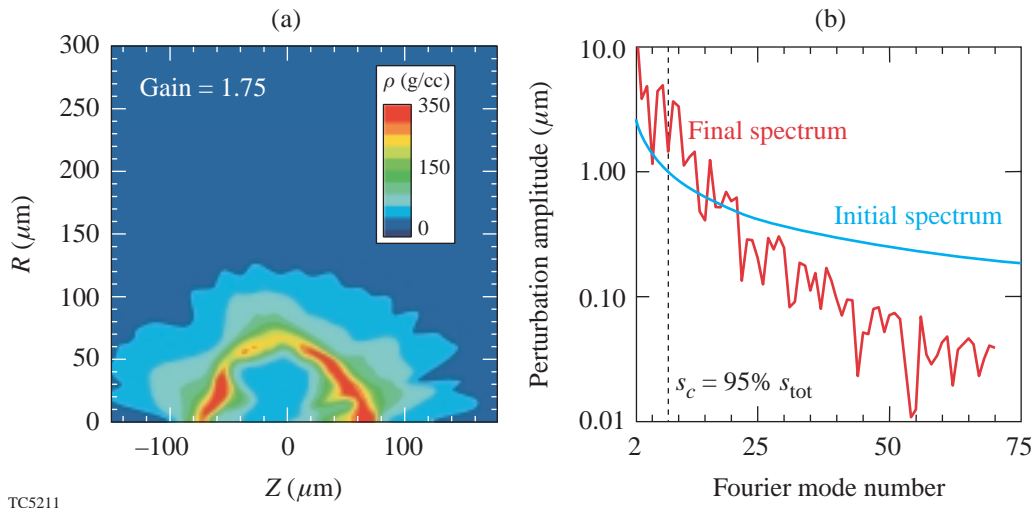 (a)
300
250
200
150
100
50
0
R (μm)
Gain = 1.75
ρ (g/cc)
350
150
0
–100
0
100
Z (μm)
TC5211
(b)
10.0
1.00
0.10
0.01
Perturbation amplitude (μm)
Final spectrum
Initial spectrum
s_c = 95% s_tot
2
25
50
75
Fourier mode number